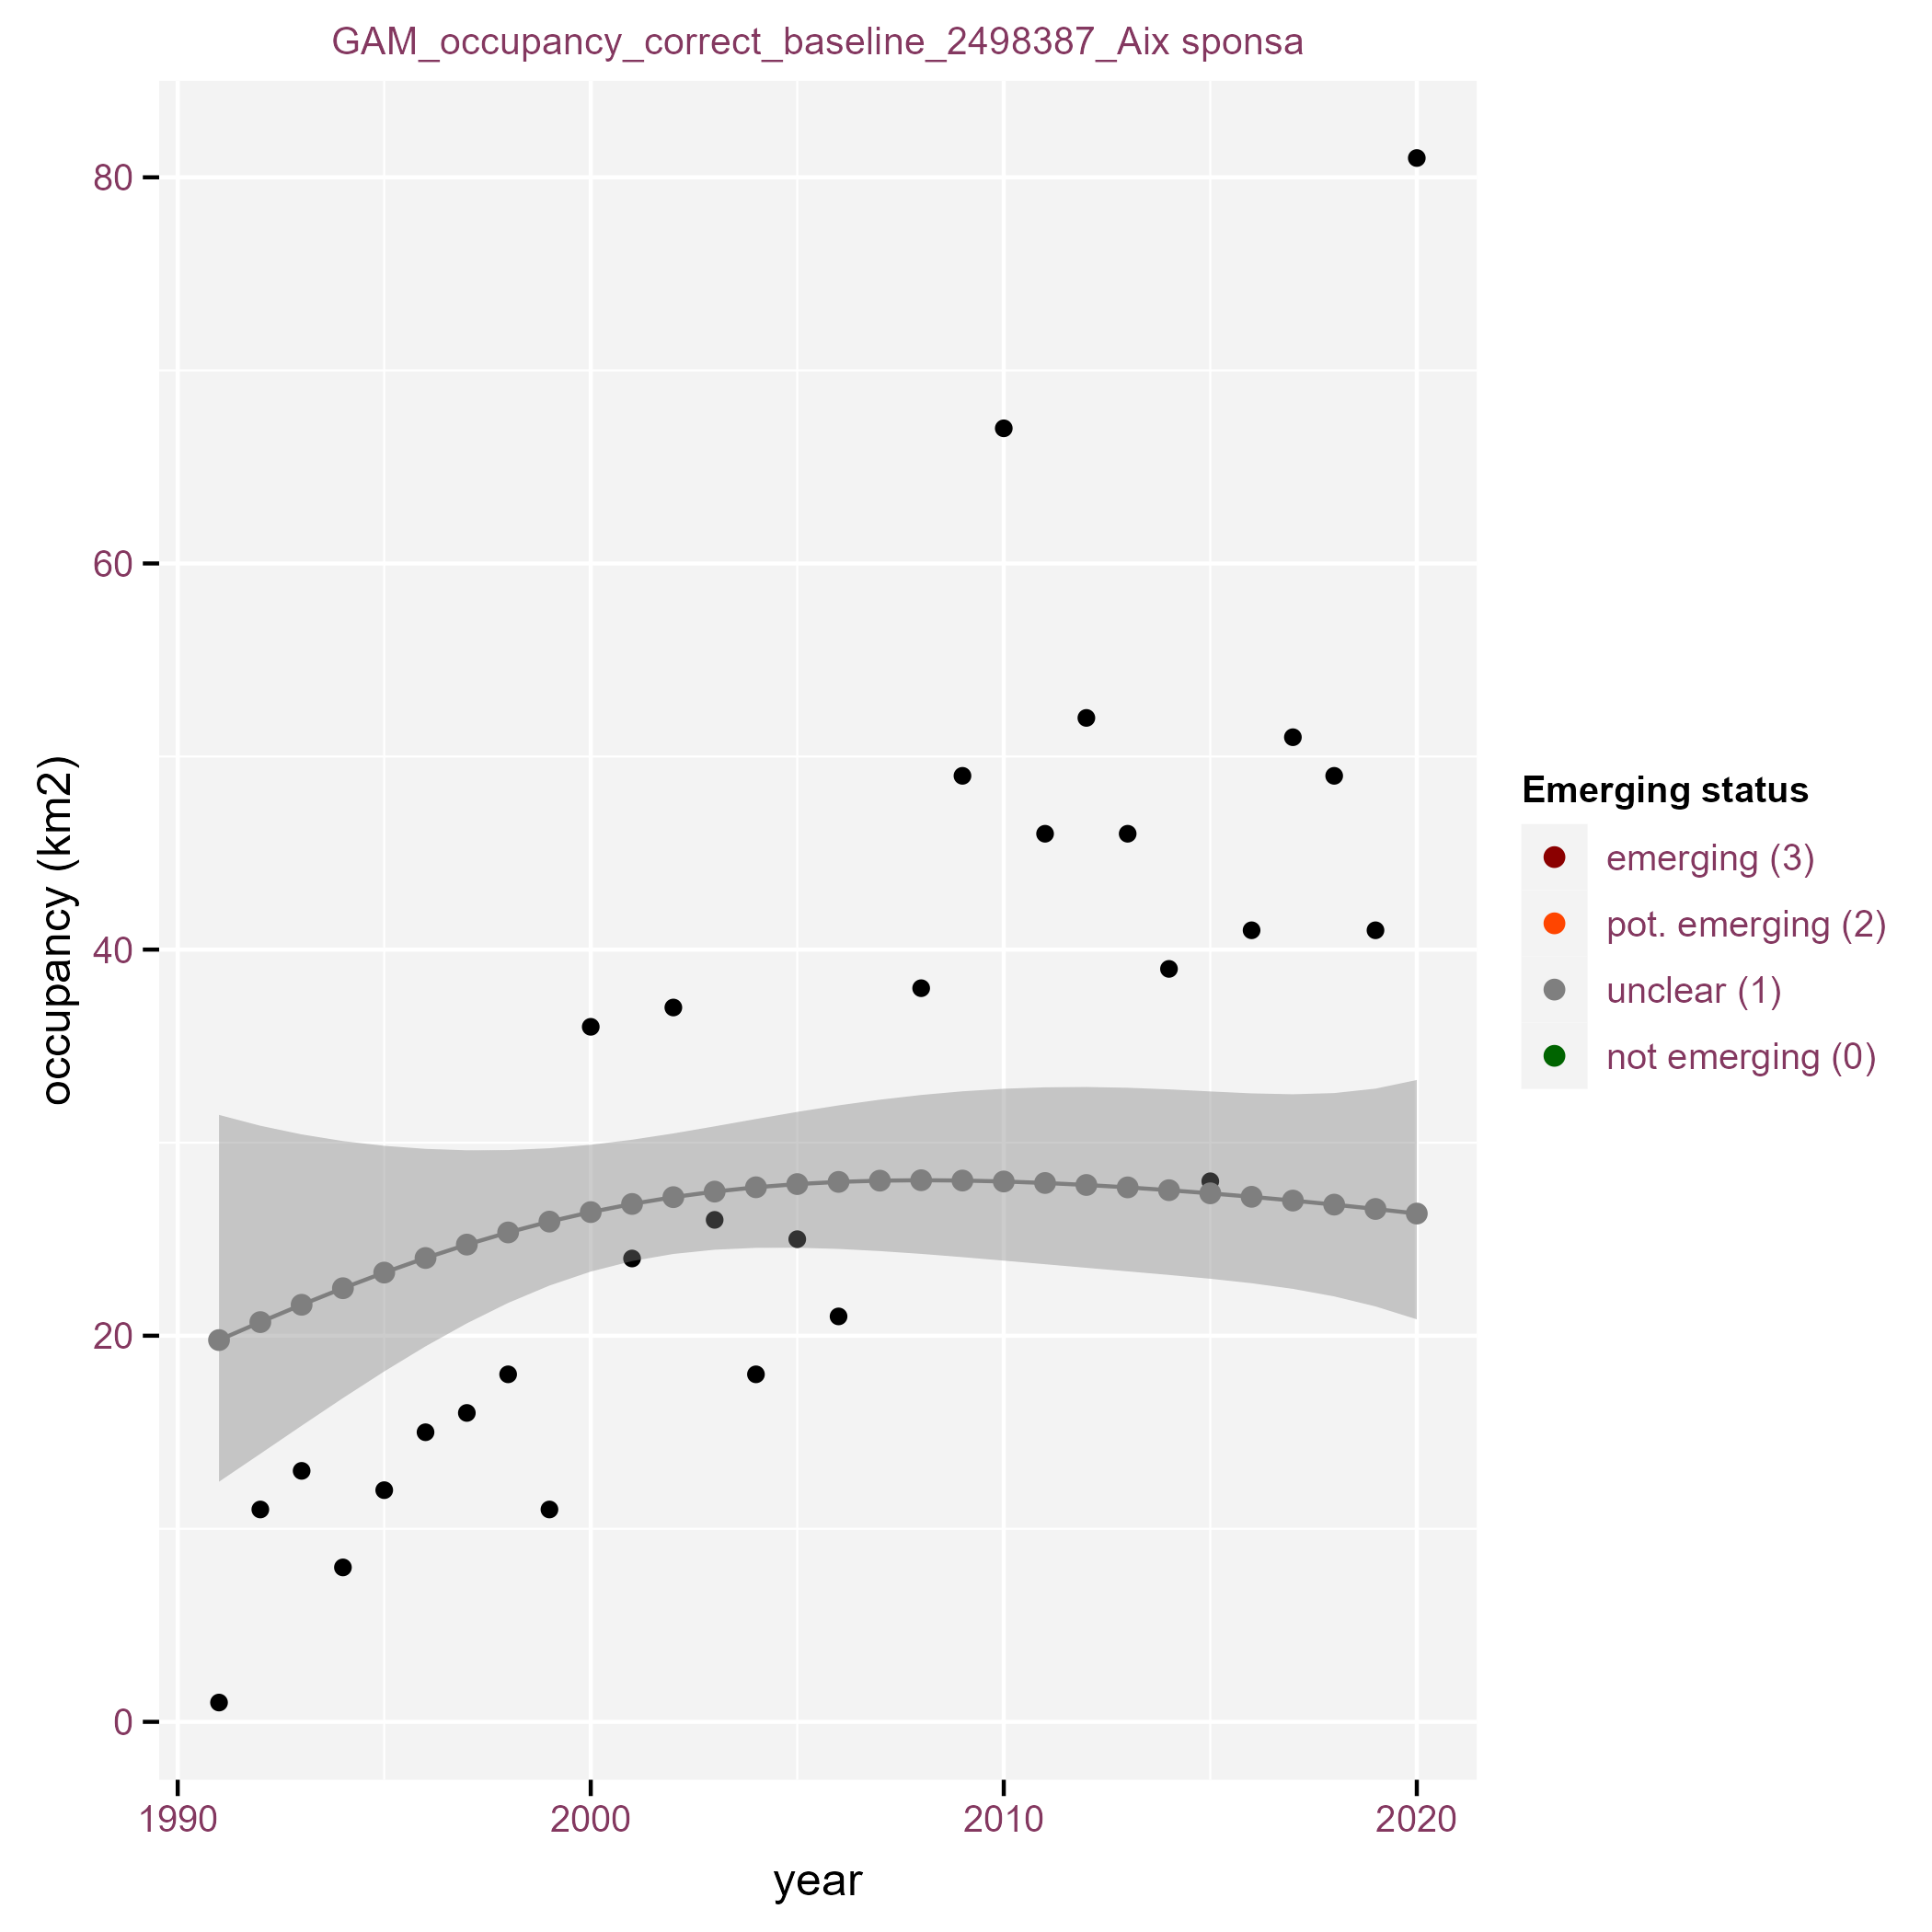 GAM_occupancy_correct_baseline_2498387_Aix sponsa
80
60
40
20
0
occupancy (km2)
1990 2000 2010 2020
year
Emerging status
emerging (3)
pot. emerging (2)
unclear (1)
not emerging (0)